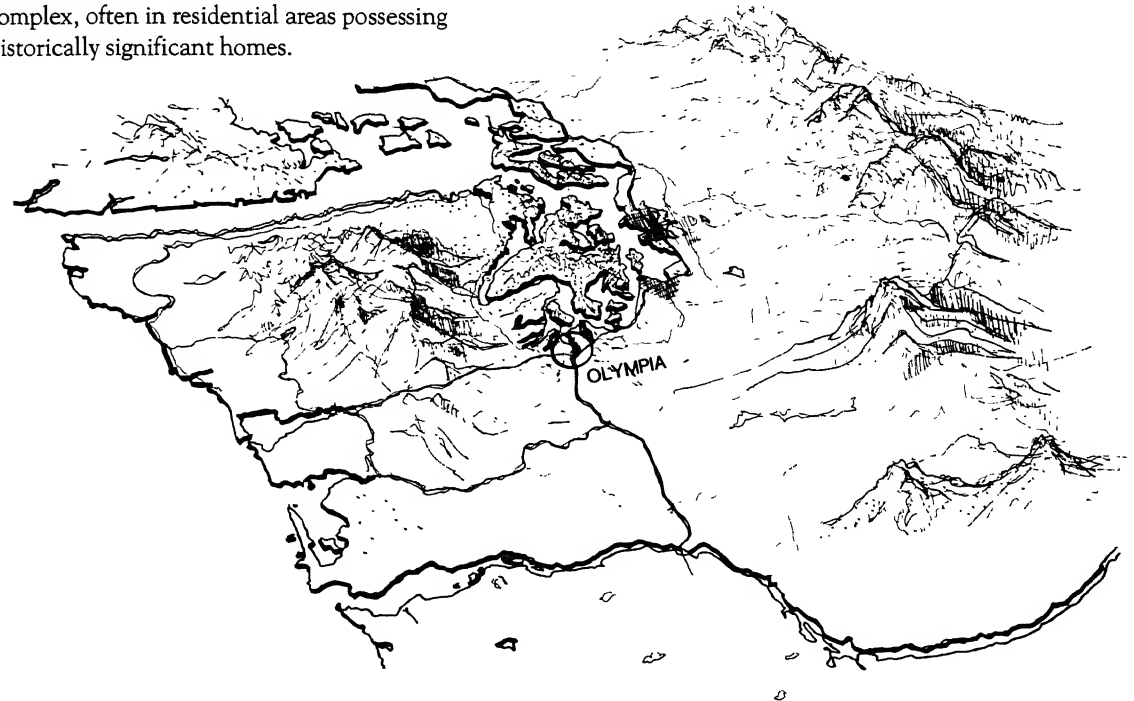 omplex, often in residential areas possessing
istorically significant homes.
OLYMPIA